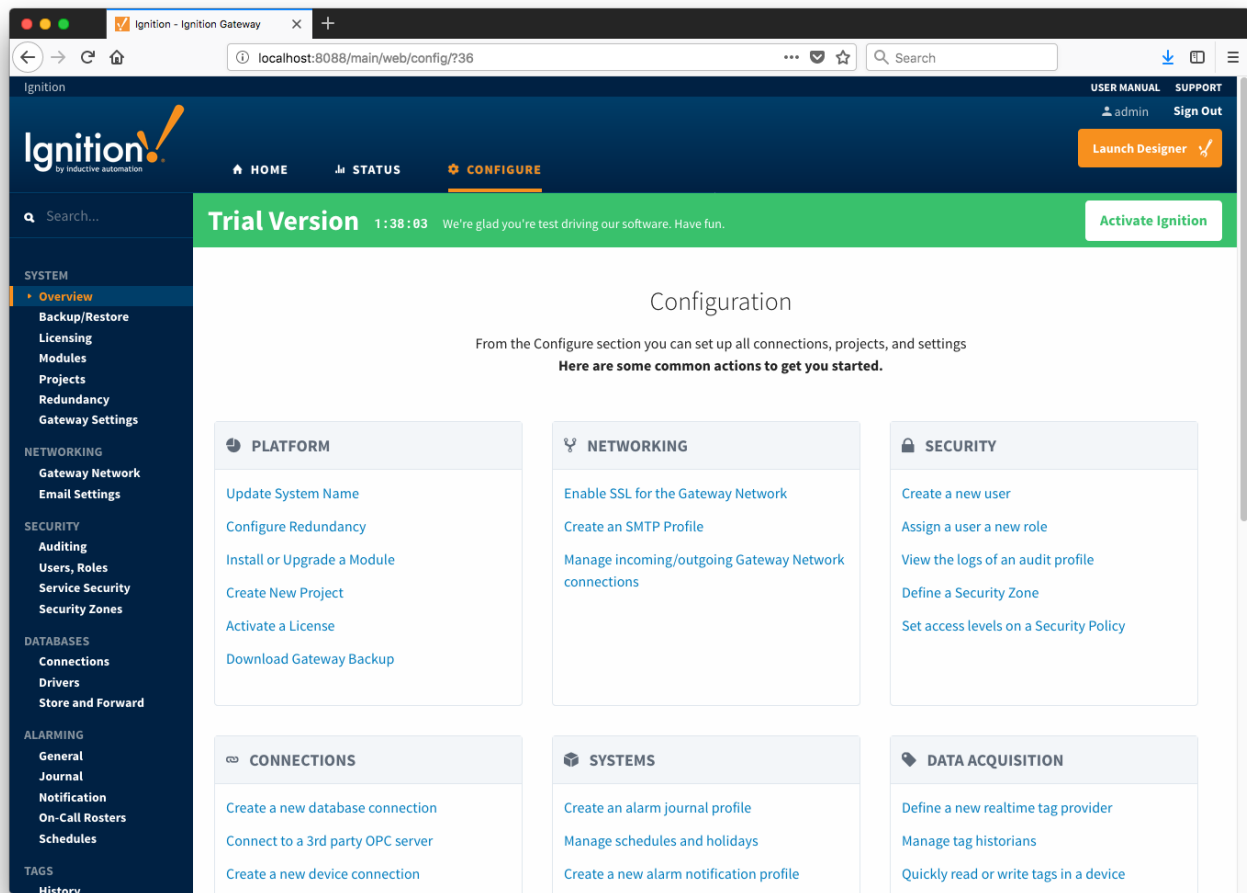 Ignition - Ignition Gateway
localhost:8088/main/web/config/?36
Search
Ignition
USER MANUAL SUPPORT
admin Sign Out
Ignition!
by inductive automation
Launch Designer
HOME STATUS CONFIGURE
Search...
Trial Version 1:38:03 We're glad you're test driving our software. Have fun.
Activate Ignition
SYSTEM
Overview
Backup/Restore
Licensing
Modules
Projects
Redundancy
Gateway Settings
NETWORKING
Gateway Network
Email Settings
SECURITY
Auditing
Users, Roles
Service Security
Security Zones
DATABASES
Connections
Drivers
Store and Forward
ALARMING
General
Journal
Notification
On-Call Rosters
Schedules
TAGS
History
Configuration
From the Configure section you can set up all connections, projects, and settings
Here are some common actions to get you started.
PLATFORM
Update System Name
Configure Redundancy
Install or Upgrade a Module
Create New Project
Activate a License
Download Gateway Backup
NETWORKING
Enable SSL for the Gateway Network
Create an SMTP Profile
Manage incoming/outgoing Gateway Network
connections
SECURITY
Create a new user
Assign a user a new role
View the logs of an audit profile
Define a Security Zone
Set access levels on a Security Policy
CONNECTIONS
Create a new database connection
Connect to a 3rd party OPC server
Create a new device connection
SYSTEMS
Create an alarm journal profile
Manage schedules and holidays
Create a new alarm notification profile
DATA ACQUISITION
Define a new realtime tag provider
Manage tag historians
Quickly read or write tags in a device